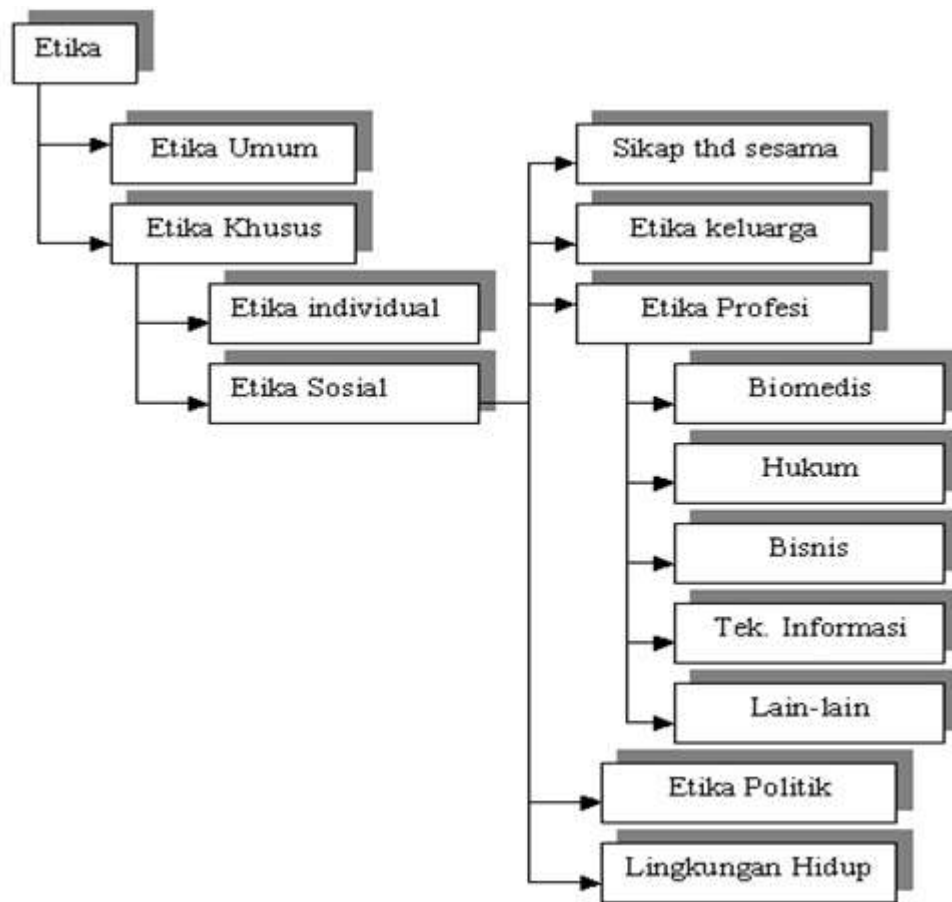 Etika
Etika Umum
Etika Khusus
Etika individual
Etika Sosial
Sikap thd sesama
Etika keluarga
Etika Profesi
Biomedis
Hukum
Bisnis
Tek. Informasi
Lain-lain
Etika Politik
Lingkungan Hidup